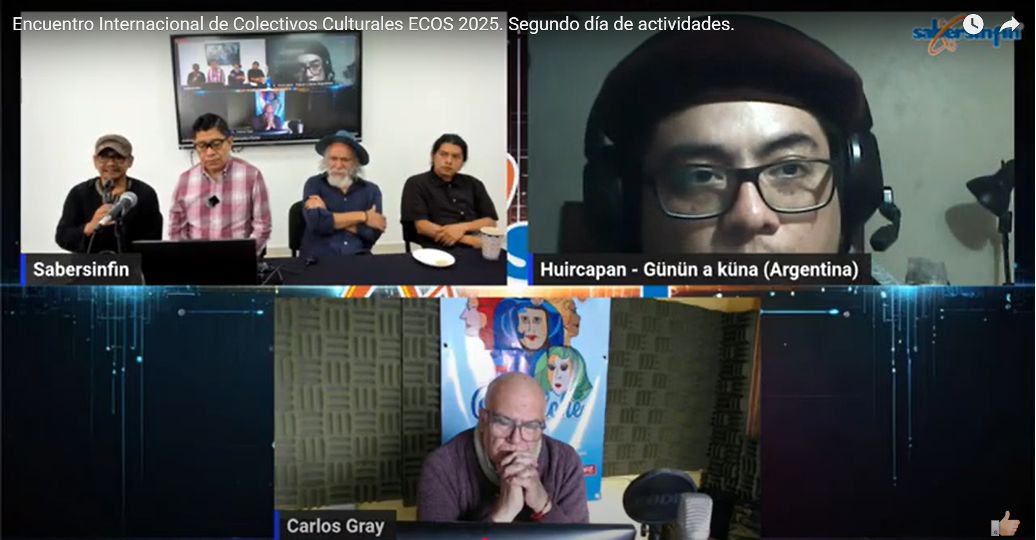 Encuentro Internacional de Colectivos Culturales ECOS 2025. Segundo día de actividades.
sabersinfin
Sabersinfin
Huircapan - Günün a küna (Argentina)
Carlos Gray